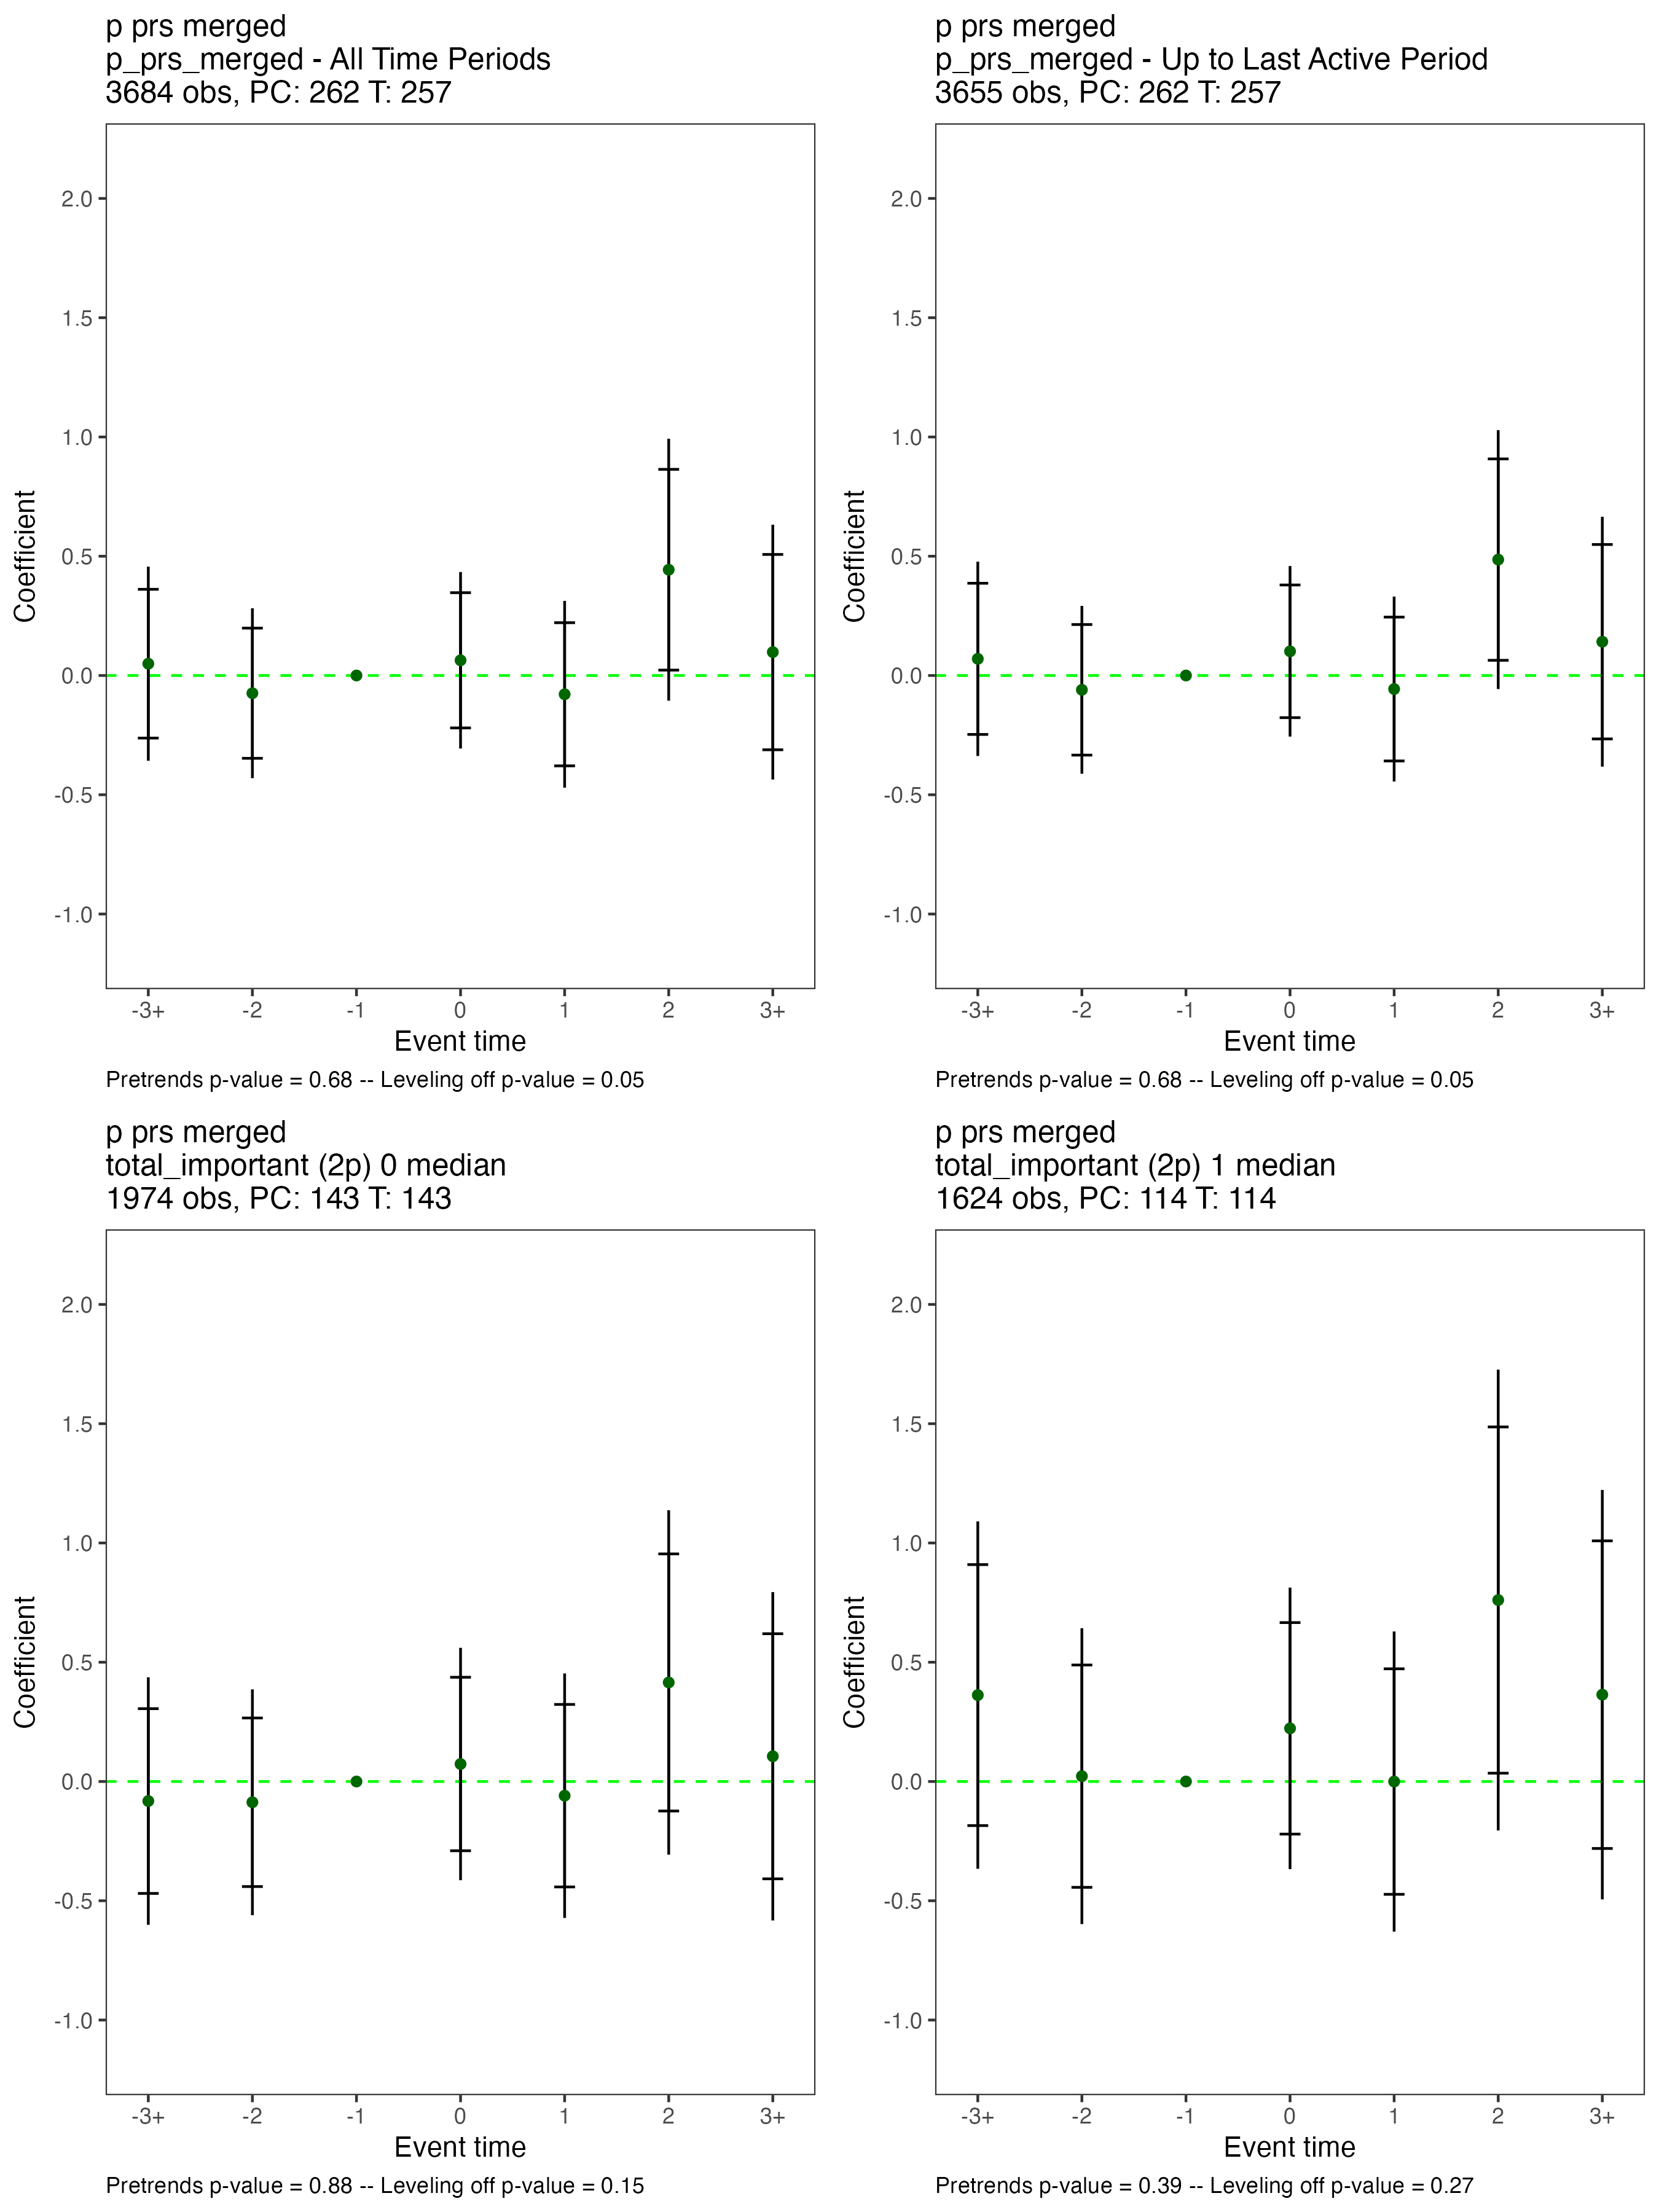 p prs merged
p_prs_merged - All Time Periods
3684 obs, PC: 262 T: 257
Coefficient
2.0
1.5
1.0
0.5
0.0
-0.5
-1.0
-3+ -2 -1 0 1 2 3+
Event time
Pretrends p-value = 0.68 -- Leveling off p-value = 0.05
p prs merged
p_prs_merged - Up to Last Active Period
3655 obs, PC: 262 T: 257
Coefficient
2.0
1.5
1.0
0.5
0.0
-0.5
-1.0
-3+ -2 -1 0 1 2 3+
Event time
Pretrends p-value = 0.68 -- Leveling off p-value = 0.05
p prs merged
total_important (2p) 0 median
1974 obs, PC: 143 T: 143
Coefficient
2.0
1.5
1.0
0.5
0.0
-0.5
-1.0
-3+ -2 -1 0 1 2 3+
Event time
Pretrends p-value = 0.88 -- Leveling off p-value = 0.15
p prs merged
total_important (2p) 1 median
1624 obs, PC: 114 T: 114
Coefficient
2.0
1.5
1.0
0.5
0.0
-0.5
-1.0
-3+ -2 -1 0 1 2 3+
Event time
Pretrends p-value = 0.39 -- Leveling off p-value = 0.27